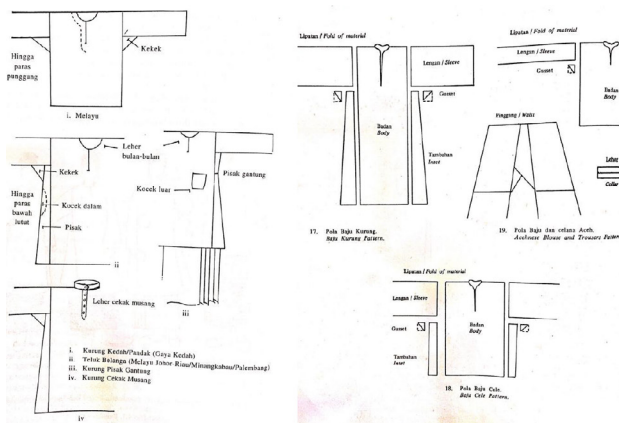 Hingga
paras
punggang
Kekek
i. Melayu
Leher
bulan-bulan
Kekek
Hingga
paras
bawah
lutut
Kocek dalam
Pisak
ii
Kocek luar
Pisak gantung
iii
Leher cekak musang
iv
i. Kurung Kedah/Pandak (Gaya Kedah)
ii Teluk Belanga (Melayu Johor-Riau/Minangkabau/Palembang)
iii. Kurung Pisak Gantung
iv. Kurung Cekak Musang
Liputan / Fold of material
Lengan / Sleeve
Gusset
Badan
Body
Tambahan
Inset
17. Pola Baju Kurung.
Baju Kurung Pattern.
Liputan / Fold of material
Lengan / Sleeve
Gusset
Badan
Body
Pinggang / Waist
Leher
Collar
19. Pola Baju dan celana Aceh.
Acehnese Blouse and Trousers Pattern
Liputan / Fold of material
Lengan / Sleeve
Gusset
Badan
Body
Tambahan
Inset
18. Pola Baju Cele.
Baju Cele Pattern.